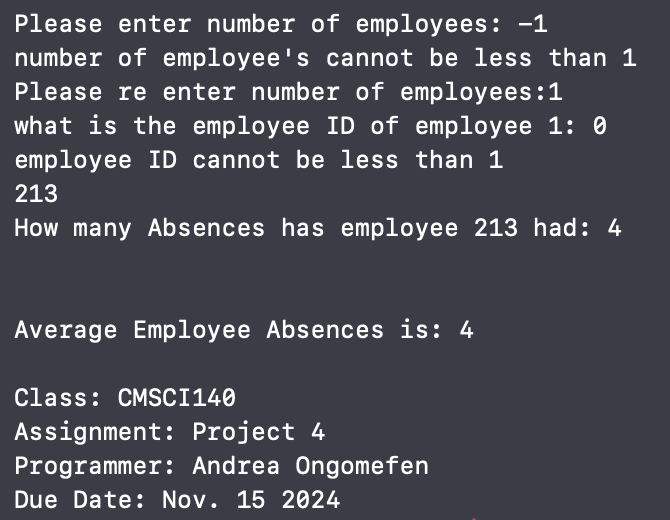 Please enter number of employees: -1
number of employee's cannot be less than 1
Please re enter number of employees:1
what is the employee ID of employee 1: 0
employee ID cannot be less than 1
213
How many Absences has employee 213 had: 4
Average Employee Absences is: 4
Class: CMSCI140
Assignment: Project 4
Programmer: Andrea Ongomefen
Due Date: Nov. 15 2024